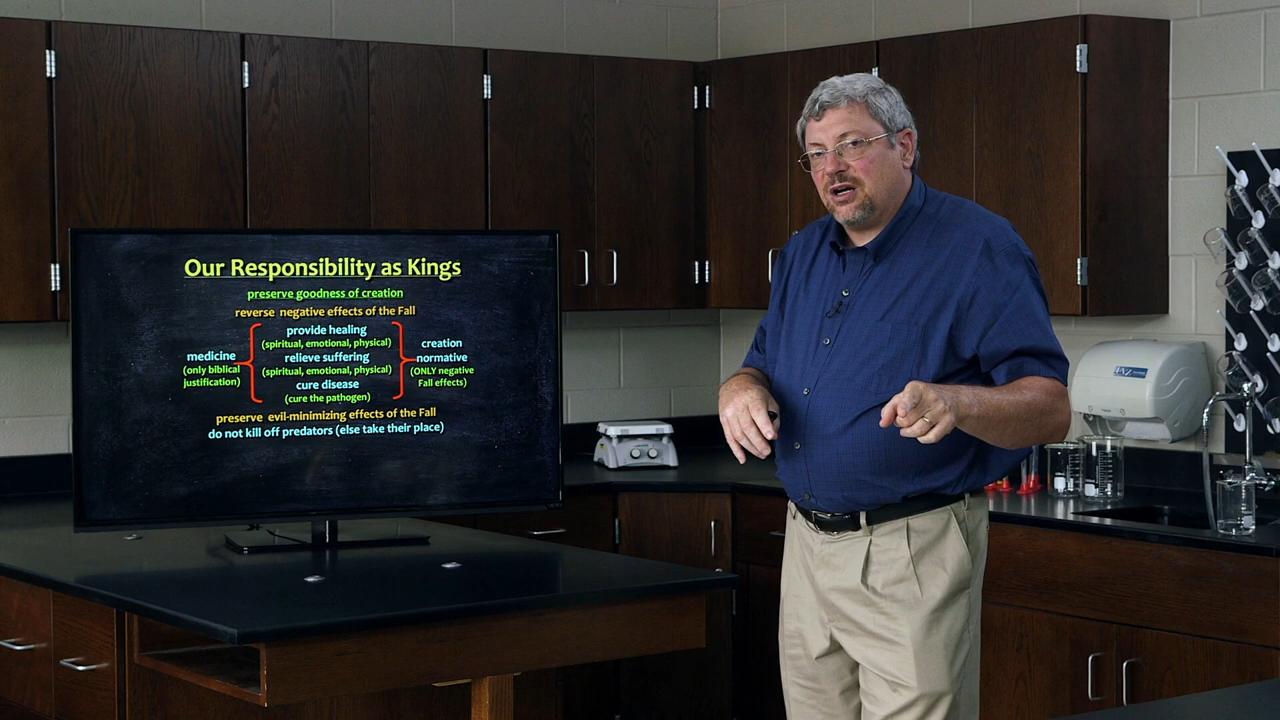 Our Responsibility as Kings
preserve goodness of creation
reverse negative effects of the Fall
provide healing
(spiritual, emotional, physical)
relieve suffering
(spiritual, emotional, physical)
cure disease
(cure the pathogen)
medicine
(only biblical
justification)
creation
normative
(ONLY negative
Fall effects)
preserve evil-minimizing effects of the Fall
do not kill off predators (else take their place)